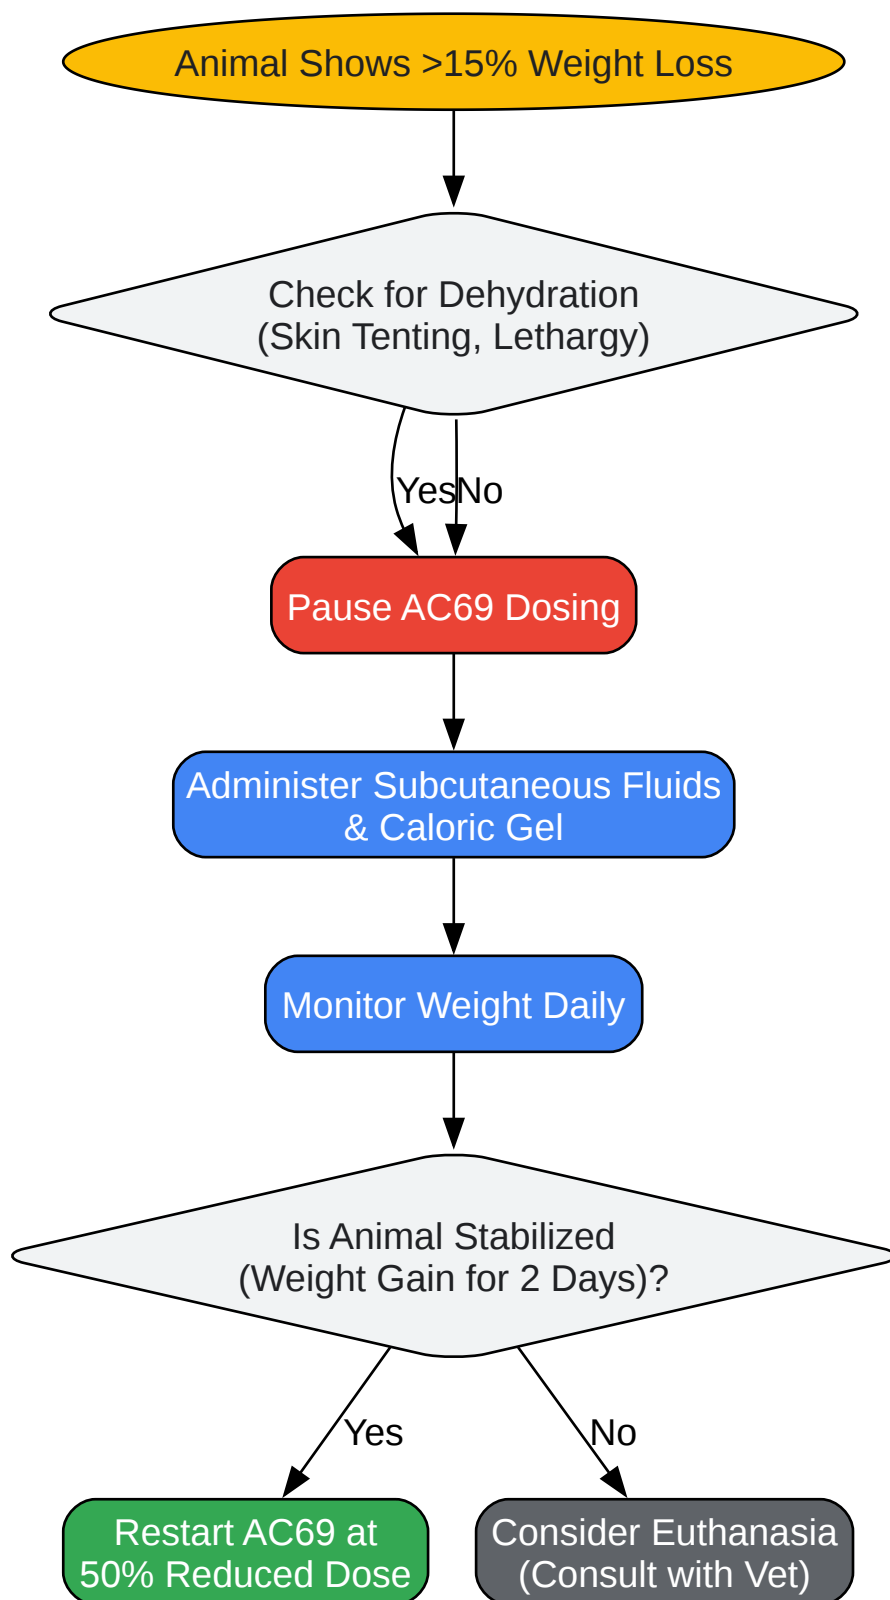 Animal Shows >15% Weight Loss
Check for Dehydration
(Skin Tenting, Lethargy)
Yes
No
Pause AC69 Dosing
Administer Subcutaneous Fluids
& Caloric Gel
Monitor Weight Daily
Is Animal Stabilized
(Weight Gain for 2 Days)?
Yes
No
Restart AC69 at
50% Reduced Dose
Consider Euthanasia
(Consult with Vet)